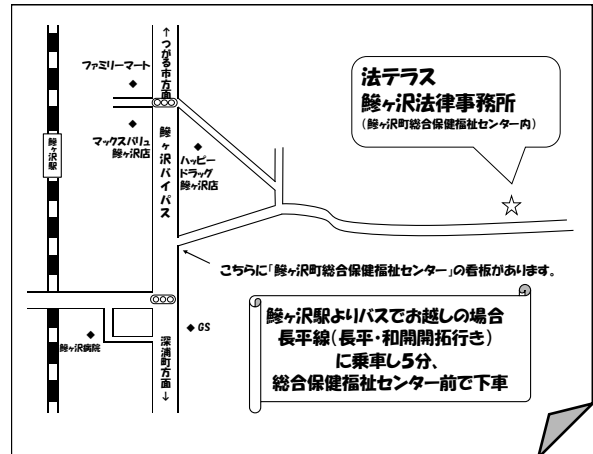 ↑つがる市方面
ファミリーマート
法テラス
鰺ヶ沢法律事務所
(鰺ヶ沢町総合保健福祉センター内)
鰺ヶ沢駅
マックスバリュ
鰺ヶ沢店
鰺ヶ沢バイパス
ハッピー
ドラッグ
鰺ヶ沢店
こちらに「鰺ヶ沢町総合保健福祉センター」の看板があります。
鰺ヶ沢駅よりバスでお越しの場合
長平線(長平・和開開拓行き)
に乗車し5分、
総合保健福祉センター前で下車
GS
鰺ヶ沢病院
深浦町方面↓